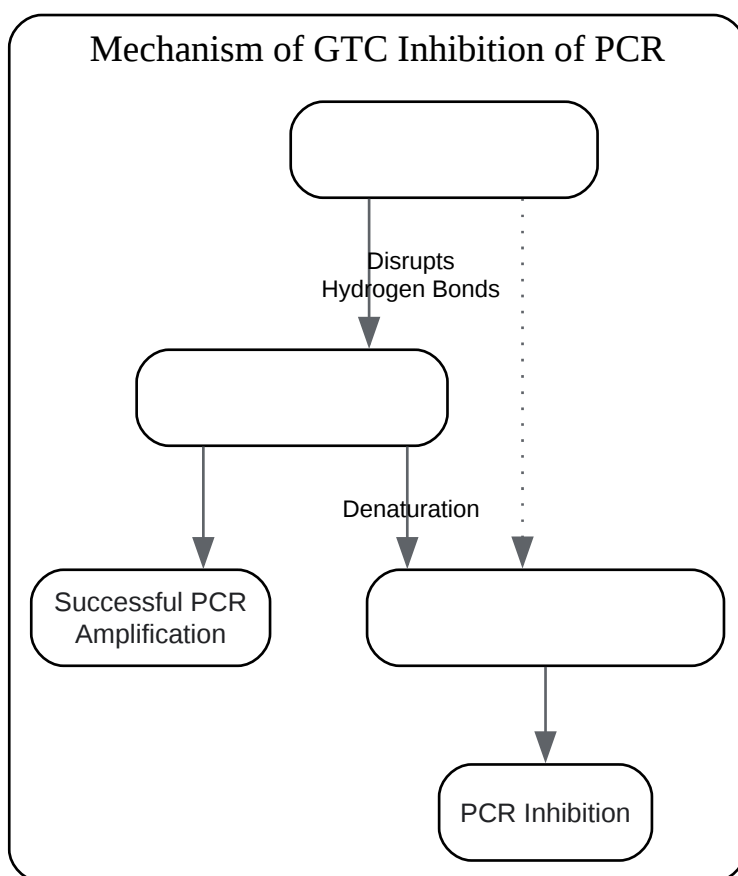 Mechanism of GTC Inhibition of PCR
Disrupts
Hydrogen Bonds
Denaturation
Successful PCR
Amplification
PCR Inhibition